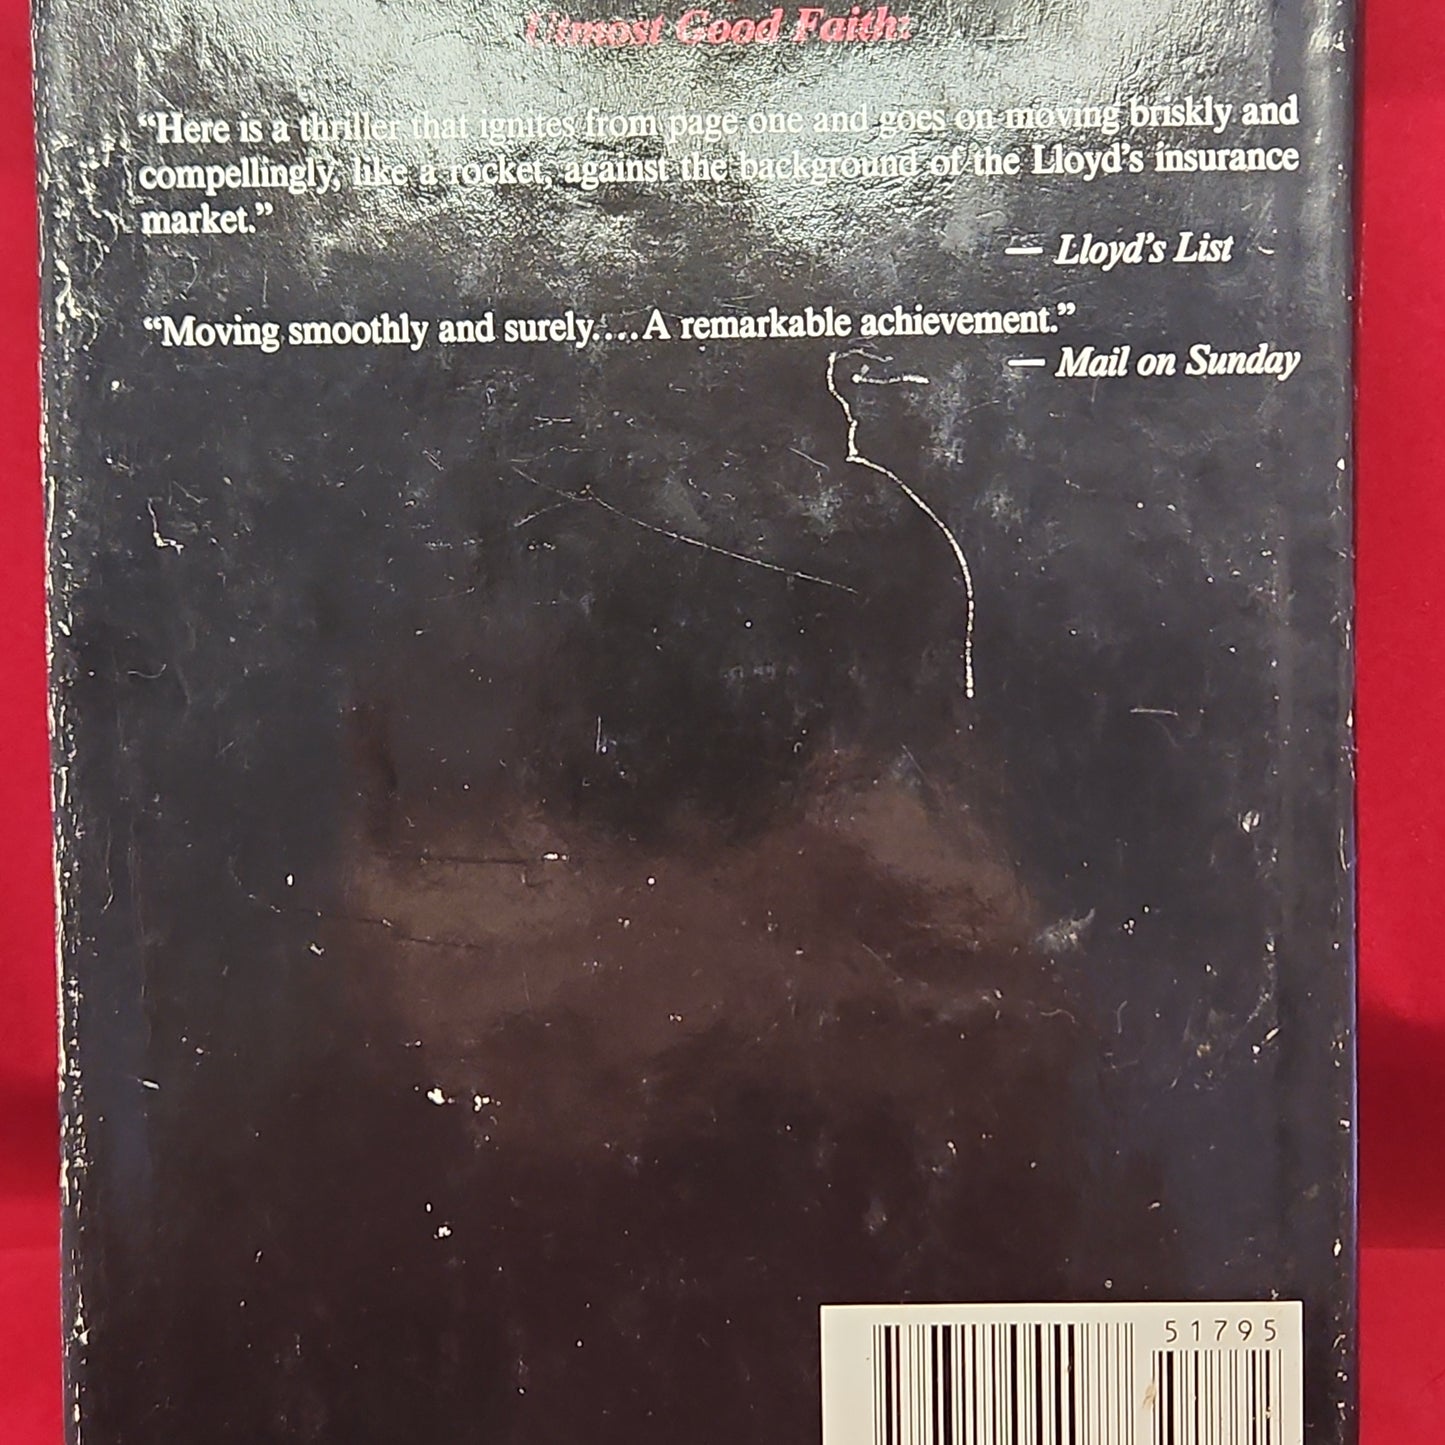 Utmost Good Faith:
“Here is a thriller that ignites from page one and goes on moving briskly and
compellingly, like a rocket, against the background of the Lloyd’s insurance
market.”
— Lloyd’s List
“Moving smoothly and surely....A remarkable achievement.”
— Mail on Sunday
51795